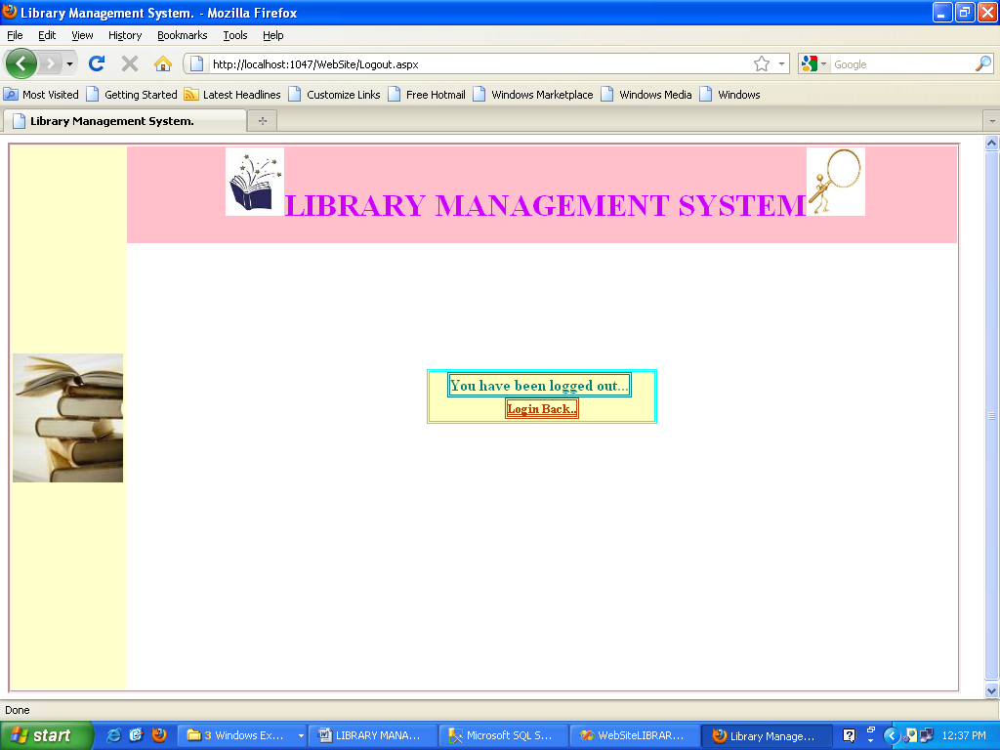 Library Management System. - Mozilla Firefox
File Edit View History Bookmarks Tools Help
http://localhost:1047/WebSite/Logout.aspx
Google
Most Visited Getting Started Latest Headlines Customize Links Free Hotmail Windows Marketplace Windows Media Windows
Library Management System.
LIBRARY MANAGEMENT SYSTEM
You have been logged out...
Login Back..
Done
start 3 Windows Ex... LIBRARY MANA... Microsoft SQL S... WebSiteLIBRAR... Library Manage... 12:37 PM